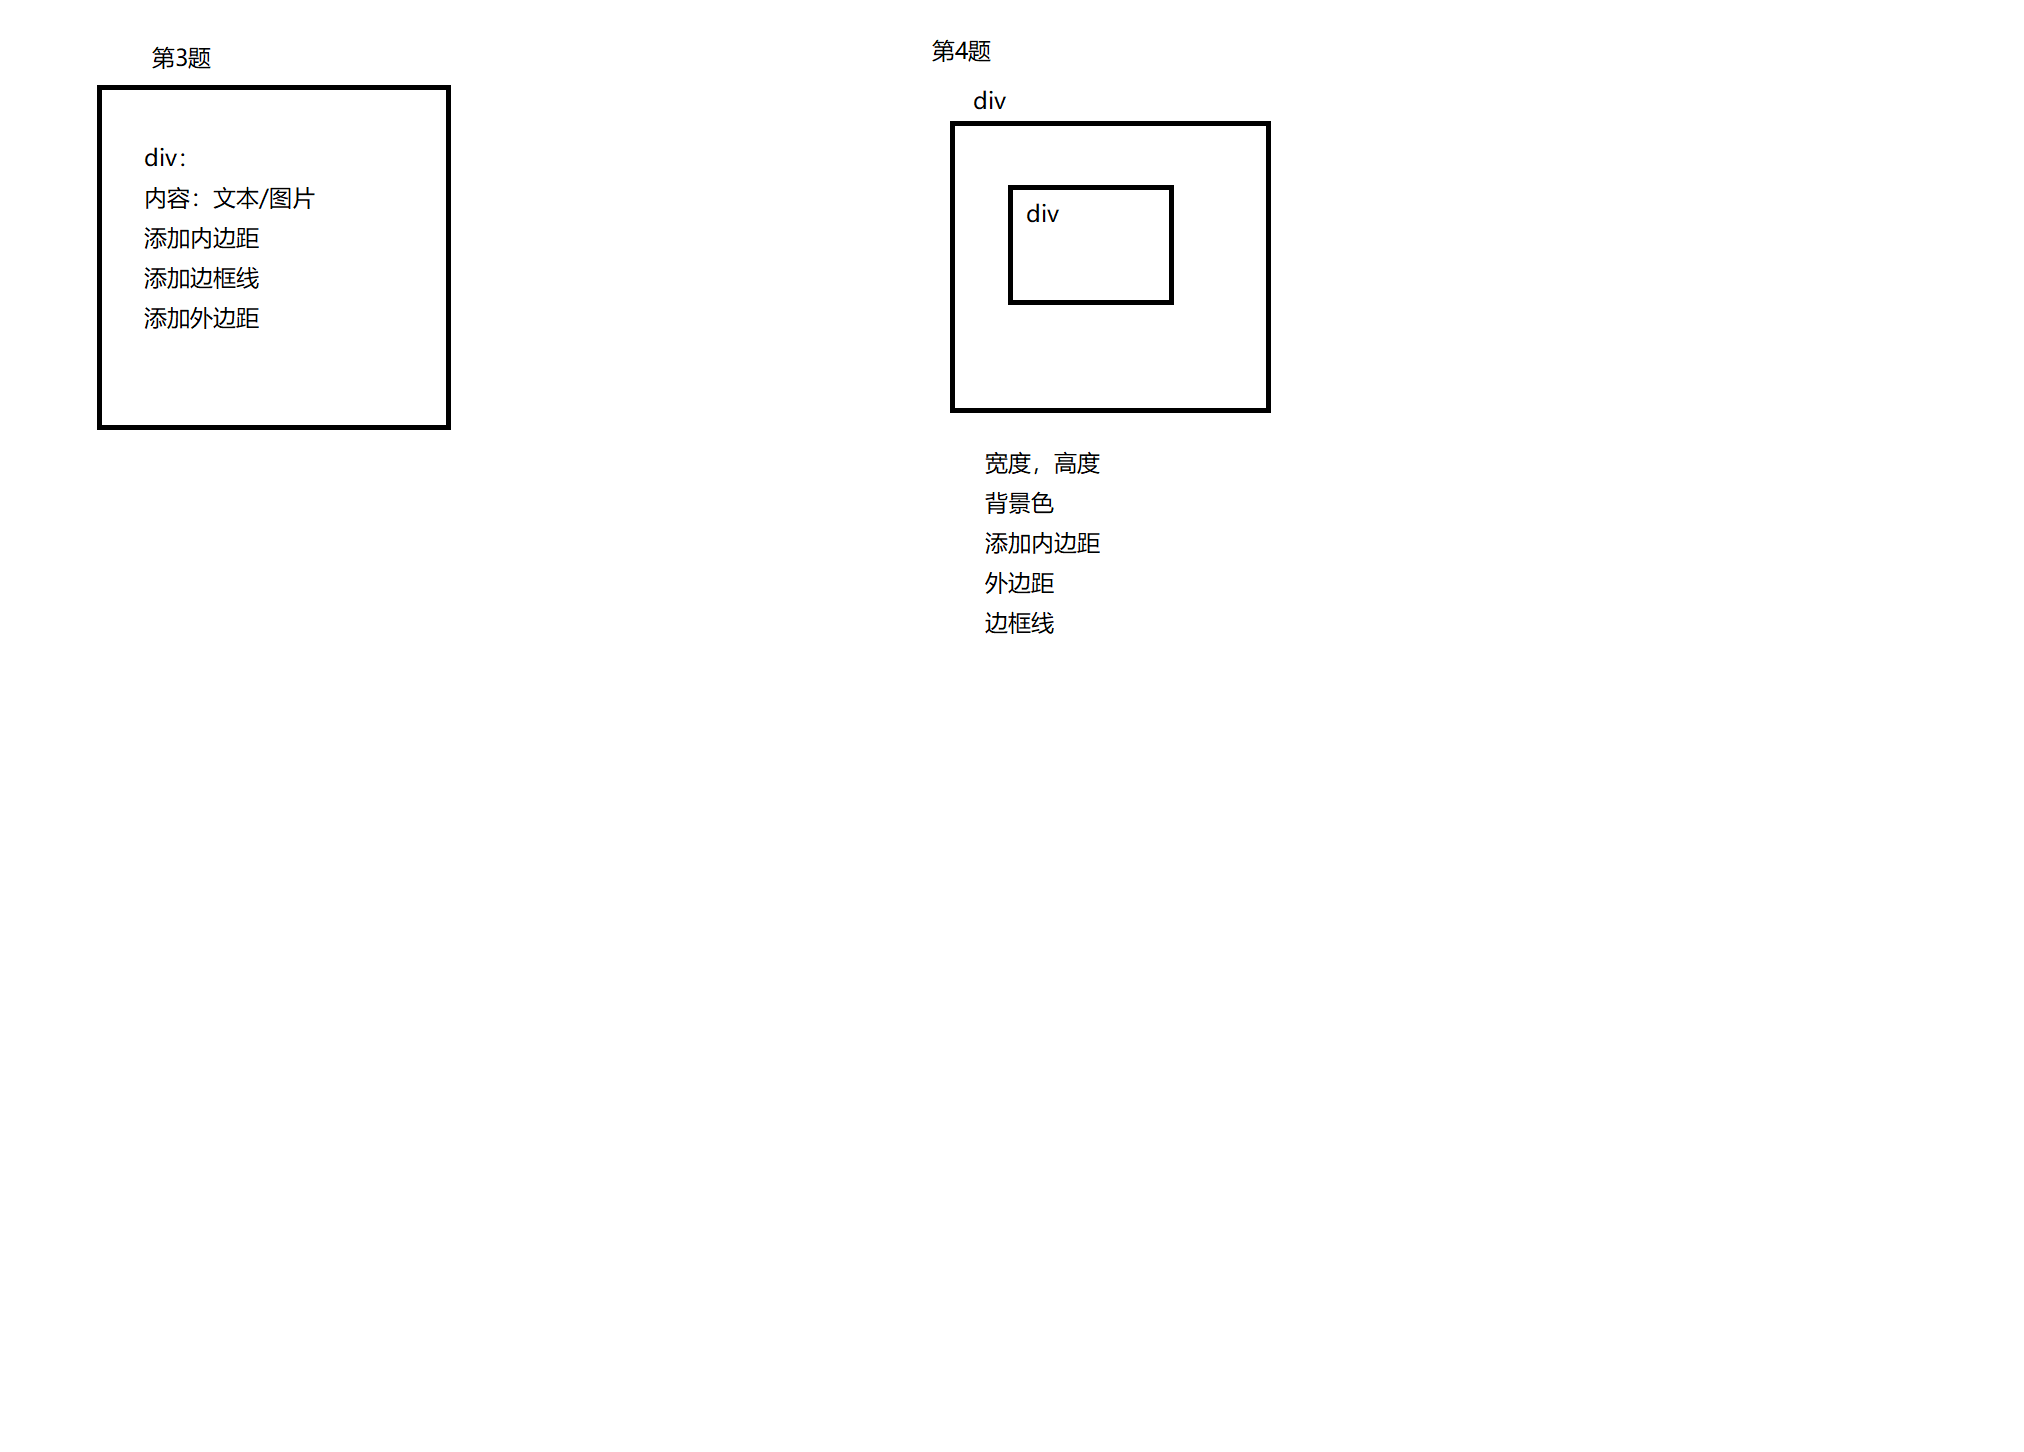 第3题
div：
内容：文本/图片
添加内边距
添加边框线
添加外边距
第4题
div
div
宽度，高度
背景色
添加内边距
外边距
边框线